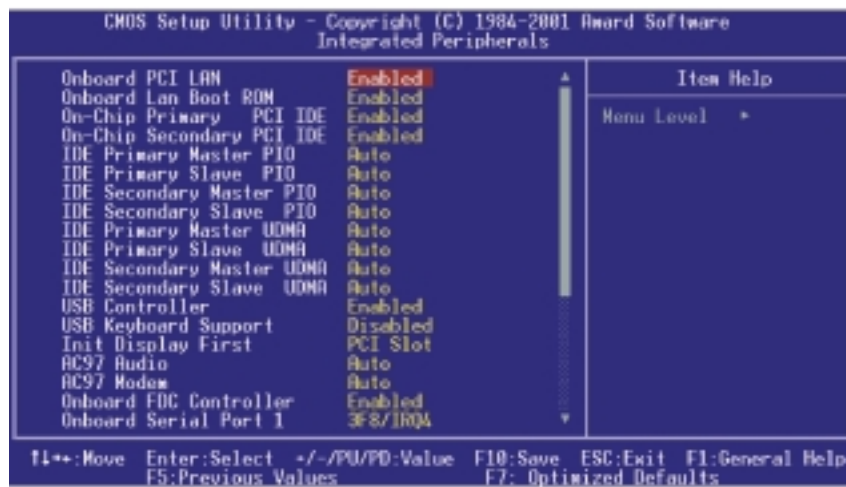 CMOS Setup Utility - Copyright (C) 1984-2001 Award Software
Integrated Peripherals
Onboard PCI LAN Enabled
Onboard Lan Boot ROM Enabled
On-Chip Primary PCI IDE Enabled
On-Chip Secondary PCI IDE Enabled
IDE Primary Master PIO Auto
IDE Primary Slave PIO Auto
IDE Secondary Master PIO Auto
IDE Secondary Slave PIO Auto
IDE Primary Master UDMA Auto
IDE Primary Slave UDMA Auto
IDE Secondary Master UDMA Auto
IDE Secondary Slave UDMA Auto
USB Controller Enabled
USB Keyboard Support Disabled
Init Display First PCI Slot
AC97 Audio Auto
AC97 Modem Auto
Onboard FDC Controller Enabled
Onboard Serial Port 1 3F8/IRQ4
Item Help
Menu Level ►
↑↓→←:Move Enter:Select +/-/PU/PD:Value F10:Save ESC:Exit F1:General Help
F5:Previous Values F7: Optimized Defaults